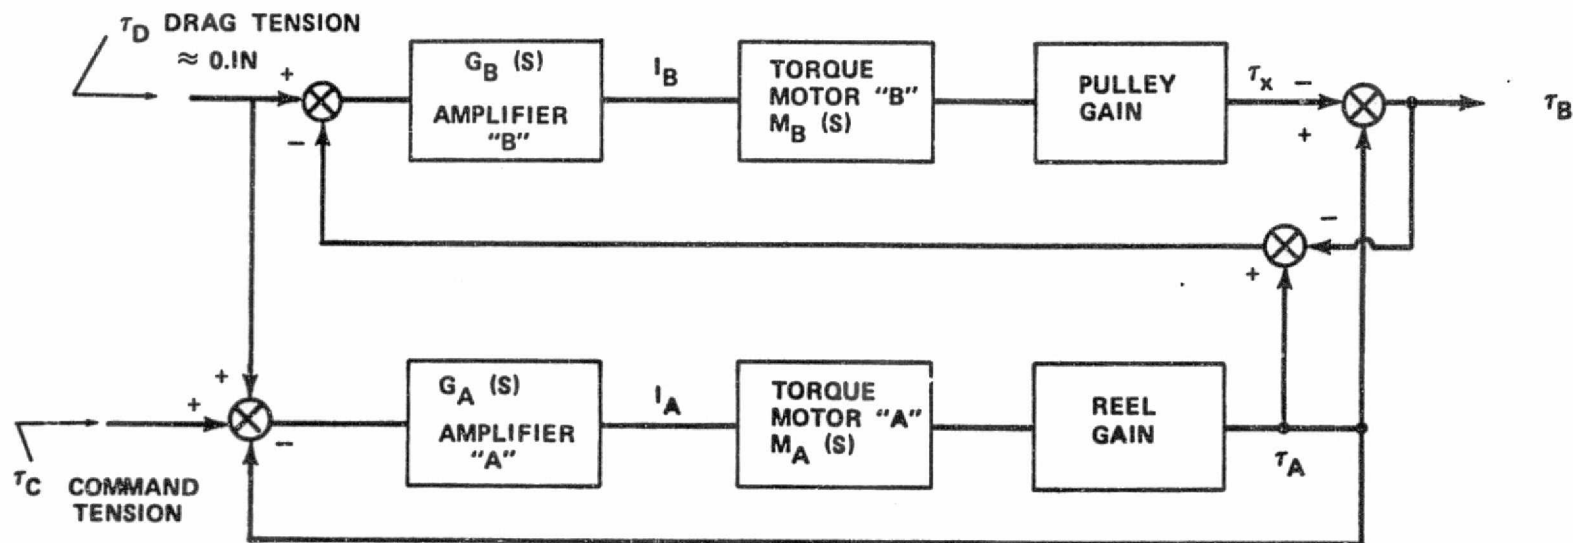 τD DRAG TENSION
≈ 0.IN
+
−
GB (S)
AMPLIFIER
"B"
IB
TORQUE
MOTOR "B"
MB (S)
PULLEY
GAIN
τx
−
+
τB
−
+
+
+
−
GA (S)
AMPLIFIER
"A"
IA
TORQUE
MOTOR "A"
MA (S)
REEL
GAIN
τA
τC COMMAND
TENSION